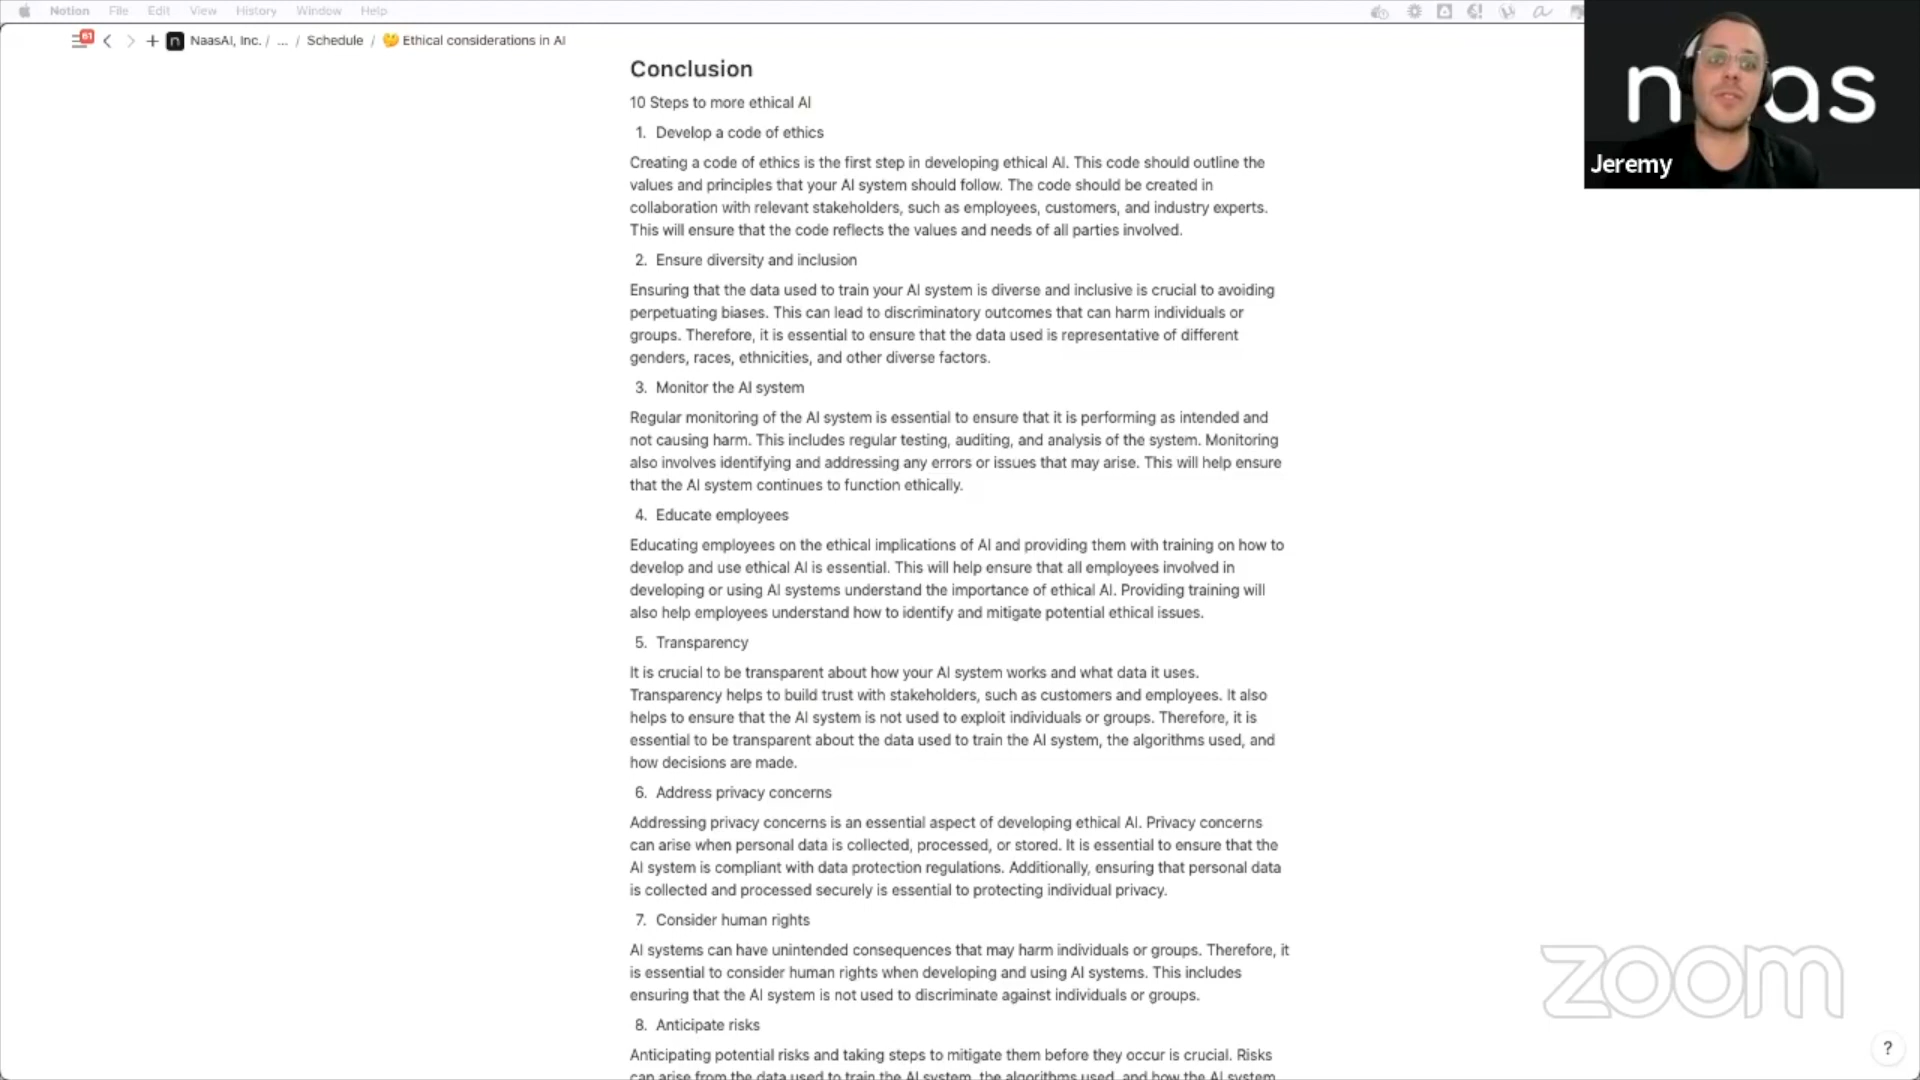 Notion File Edit View History Window Help
61
NaasAI, Inc. / ... / Schedule / 🤔 Ethical considerations in AI
naas
Jeremy
Conclusion
10 Steps to more ethical AI
1. Develop a code of ethics
Creating a code of ethics is the first step in developing ethical AI. This code should outline the
values and principles that your AI system should follow. The code should be created in
collaboration with relevant stakeholders, such as employees, customers, and industry experts.
This will ensure that the code reflects the values and needs of all parties involved.
2. Ensure diversity and inclusion
Ensuring that the data used to train your AI system is diverse and inclusive is crucial to avoiding
perpetuating biases. This can lead to discriminatory outcomes that can harm individuals or
groups. Therefore, it is essential to ensure that the data used is representative of different
genders, races, ethnicities, and other diverse factors.
3. Monitor the AI system
Regular monitoring of the AI system is essential to ensure that it is performing as intended and
not causing harm. This includes regular testing, auditing, and analysis of the system. Monitoring
also involves identifying and addressing any errors or issues that may arise. This will help ensure
that the AI system continues to function ethically.
4. Educate employees
Educating employees on the ethical implications of AI and providing them with training on how to
develop and use ethical AI is essential. This will help ensure that all employees involved in
developing or using AI systems understand the importance of ethical AI. Providing training will
also help employees understand how to identify and mitigate potential ethical issues.
5. Transparency
It is crucial to be transparent about how your AI system works and what data it uses.
Transparency helps to build trust with stakeholders, such as customers and employees. It also
helps to ensure that the AI system is not used to exploit individuals or groups. Therefore, it is
essential to be transparent about the data used to train the AI system, the algorithms used, and
how decisions are made.
6. Address privacy concerns
Addressing privacy concerns is an essential aspect of developing ethical AI. Privacy concerns
can arise when personal data is collected, processed, or stored. It is essential to ensure that the
AI system is compliant with data protection regulations. Additionally, ensuring that personal data
is collected and processed securely is essential to protecting individual privacy.
7. Consider human rights
AI systems can have unintended consequences that may harm individuals or groups. Therefore, it
is essential to consider human rights when developing and using AI systems. This includes
ensuring that the AI system is not used to discriminate against individuals or groups.
8. Anticipate risks
Anticipating potential risks and taking steps to mitigate them before they occur is crucial. Risks
can arise from the data used to train the AI system, the algorithms used, and how the AI system
zoom
?